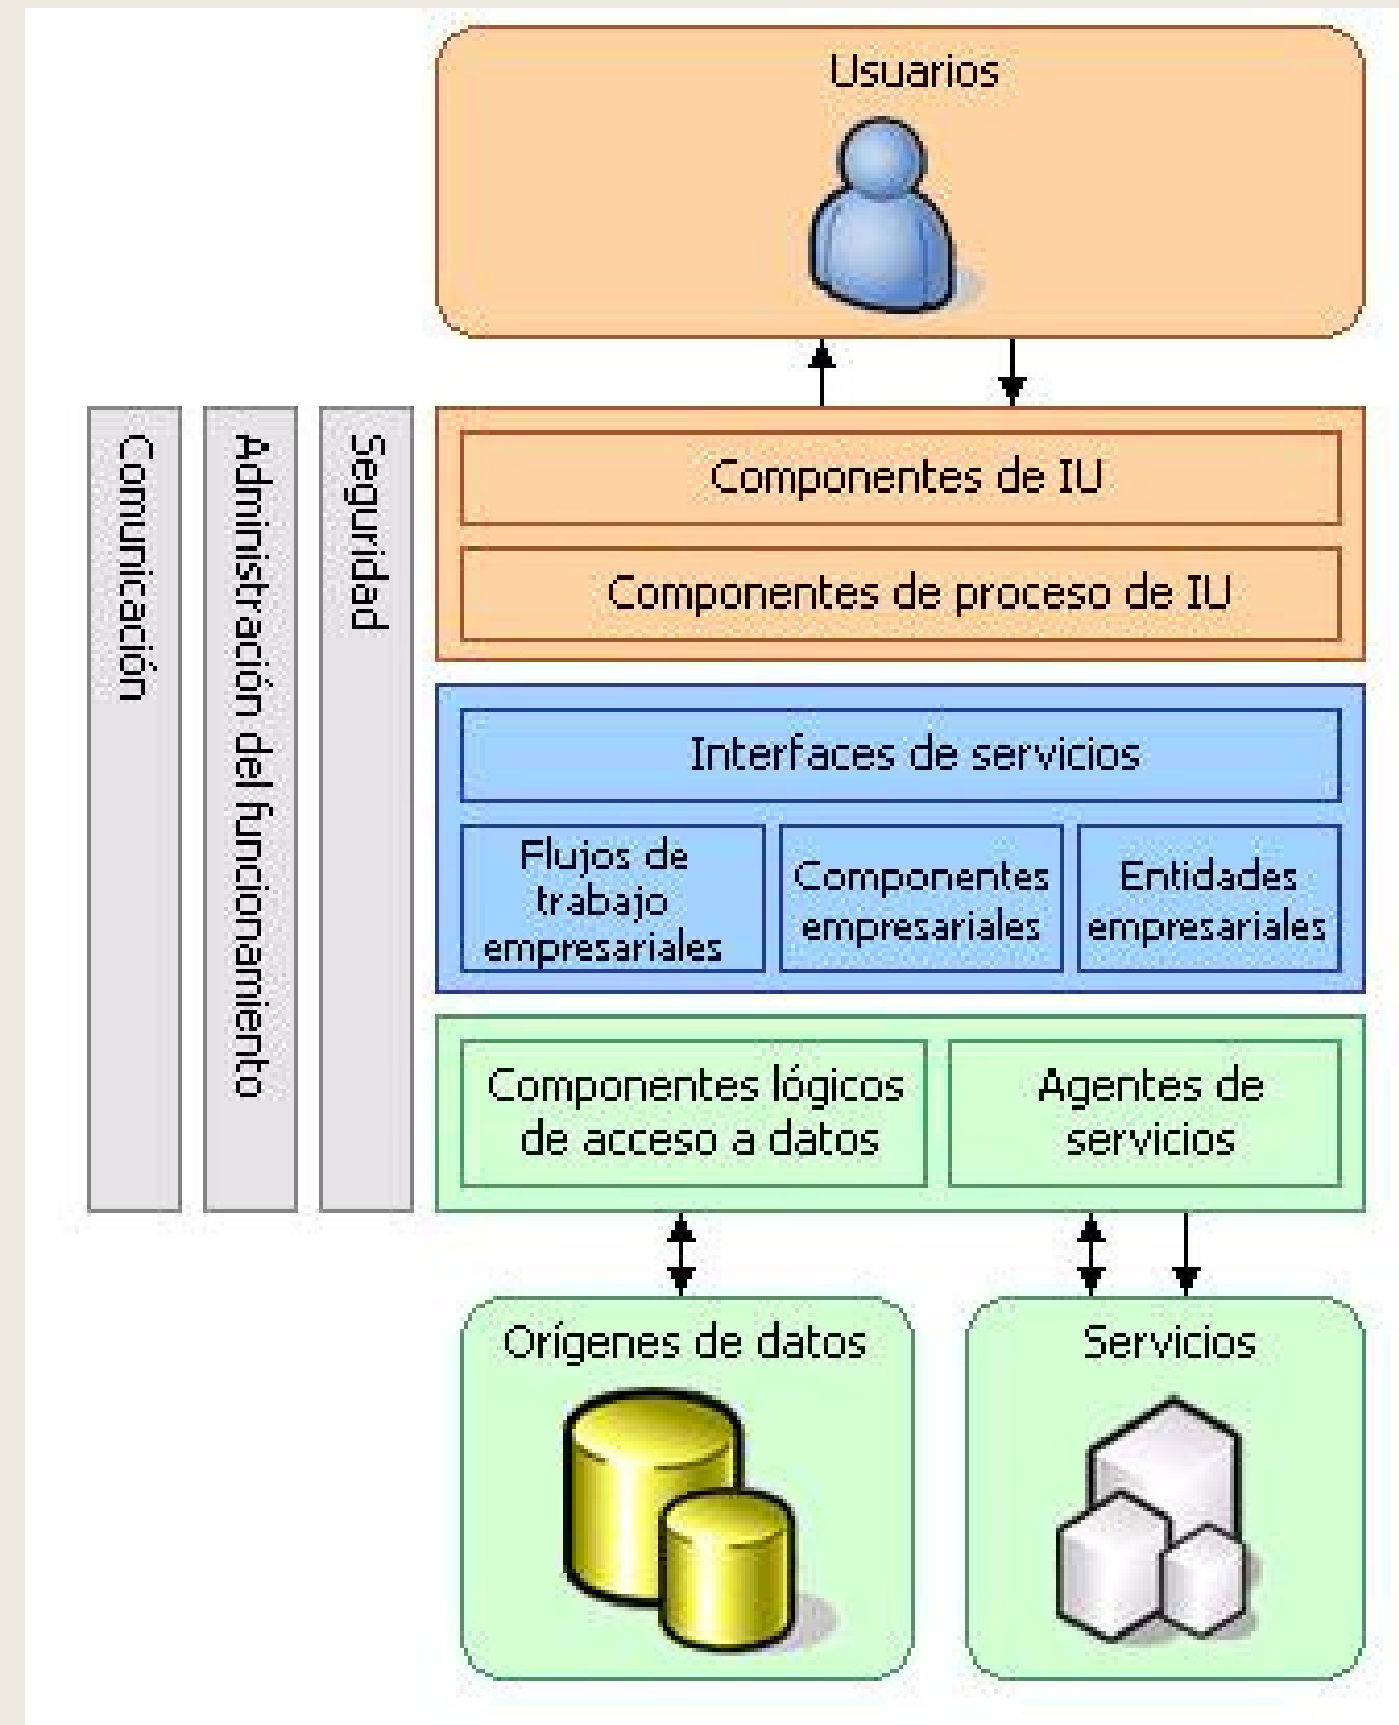 Usuarios
Comunicación
Administración del funcionamiento
Seguridad
Componentes de IU
Componentes de proceso de IU
Interfaces de servicios
Flujos de
trabajo
empresariales
Componentes
empresariales
Entidades
empresariales
Componentes lógicos
de acceso a datos
Agentes de
servicios
Orígenes de datos
Servicios